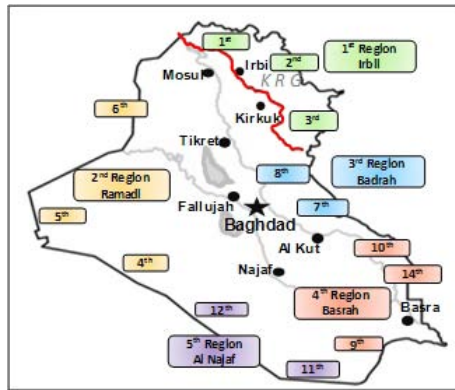 1st
Irbi
2nd
1st Region
Irbil
Mosul
KRG
6th
Kirkuk
3rd
Tikret
2nd Region
Ramadi
8th
3rd Region
Badrah
5th
Fallujah
7th
Baghdad
4th
Al Kut
10th
Najaf
14th
12th
4th Region
Basrah
Basra
5th Region
Al Najaf
9th
11th